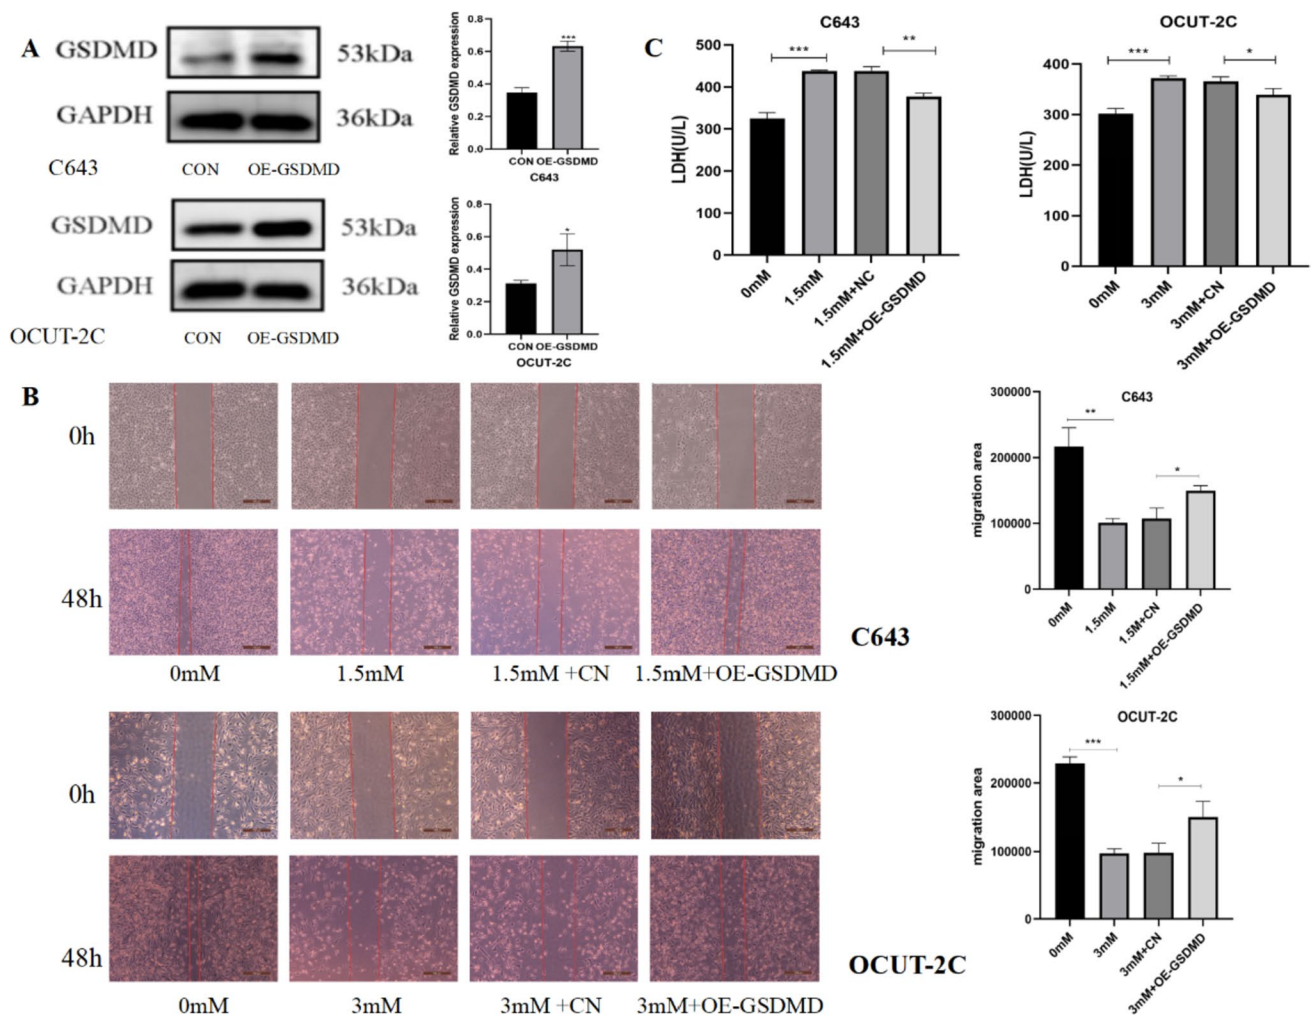 A
GSDMD
53kDa
GAPDH
36kDa
C643
CON
OE-GSDMD
GSDMD
53kDa
GAPDH
36kDa
OCUT-2C
CON
OE-GSDMD
Relative GSDMD expression
0.8
0.6
0.4
0.2
0.0
***
CON
OE-GSDMD
C643
Relative GSDMD expression
0.8
0.6
0.4
0.2
0.0
*
CON
OE-GSDMD
OCUT-2C
C
C643
LDH(U/L)
500
400
300
200
100
0
***
**
0mM
1.5mM
1.5mM+NC
1.5mM+OE-GSDMD
OCUT-2C
LDH(U/L)
400
300
200
100
0
***
*
0mM
3mM
3mM+CN
3mM+OE-GSDMD
B
0h
48h
0mM
1.5mM
1.5mM +CN
1.5mM+OE-GSDMD
C643
0h
48h
0mM
3mM
3mM +CN
3mM+OE-GSDMD
OCUT-2C
C643
migration area
300000
200000
100000
0
**
*
0mM
1.5mM
1.5M+CN
1.5mM+OE-GSDMD
OCUT-2C
migration area
300000
200000
100000
0
***
*
0mM
3mM
3mM+CN
3mM+OE-GSDMD